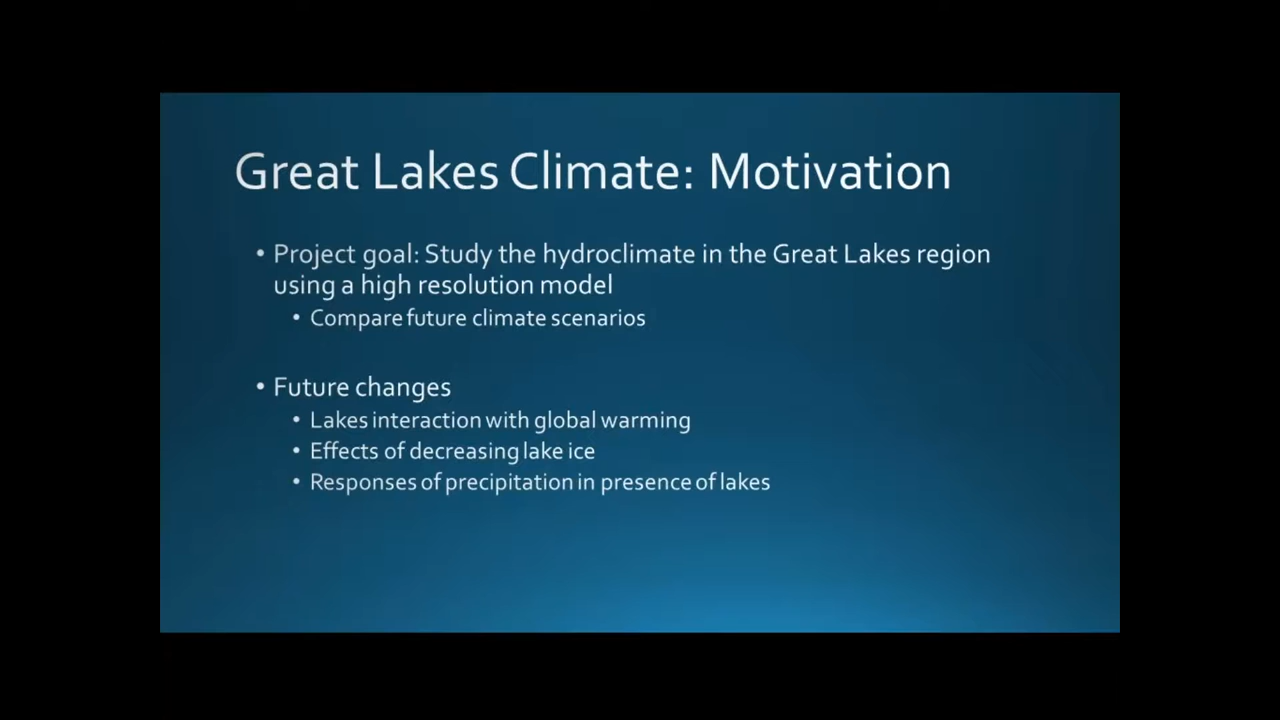 Great Lakes Climate: Motivation
• Project goal: Study the hydroclimate in the Great Lakes region
using a high resolution model
• Compare future climate scenarios
• Future changes
• Lakes interaction with global warming
• Effects of decreasing lake ice
• Responses of precipitation in presence of lakes